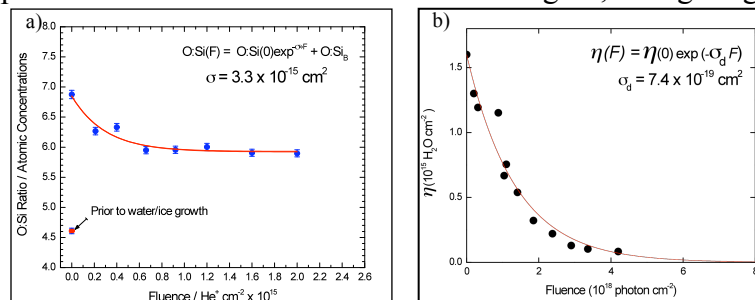 a)
O:Si(F) = O:Si(0)exp^-σ*F + O:Si_B
σ = 3.3 x 10^-15 cm^2
Prior to water/ice growth
O:Si Ratio / Atomic Concentrations
8.0
7.5
7.0
6.5
6.0
5.5
5.0
4.5
4.0
0.0 0.2 0.4 0.6 0.8 1.0 1.2 1.4 1.6 1.8 2.0 2.2 2.4 2.6
Fluence / He^+ cm^-2 x 10^15
b)
η(F) = η(0) exp (-σ_d F)
σ_d = 7.4 x 10^-19 cm^2
η (10^15 H_2O cm^-2)
1.5
1.0
0.5
0.0
0 2 4 6 8
Fluence (10^18 photon cm^-2)